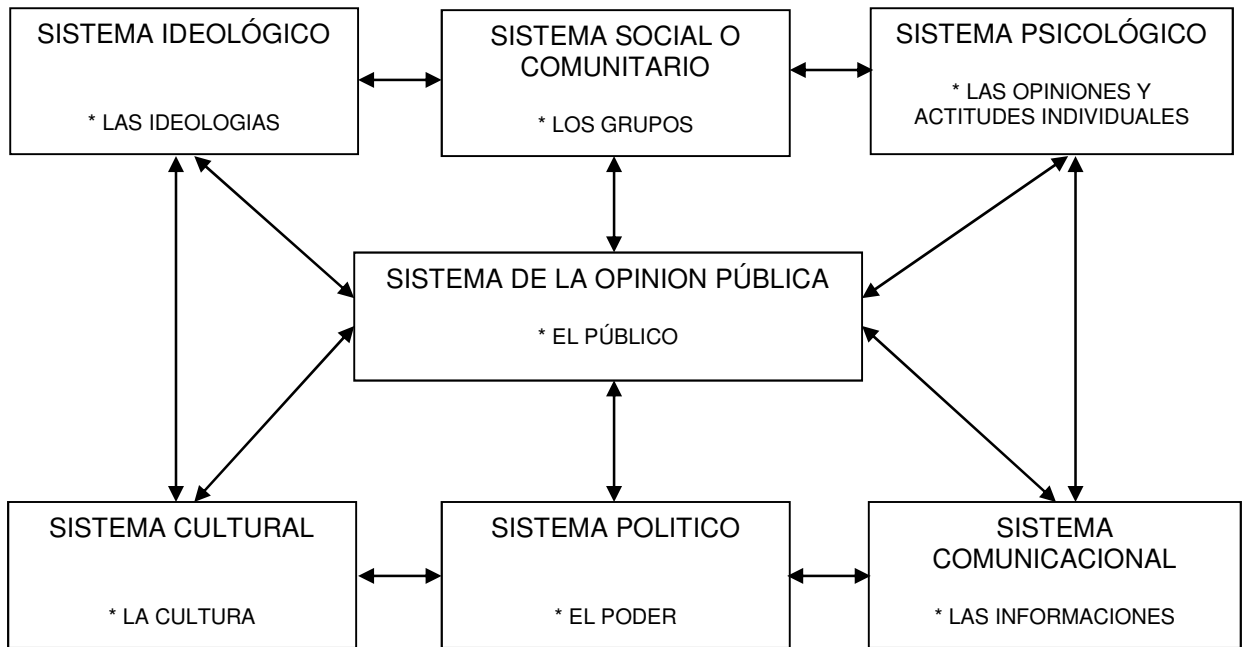 SISTEMA IDEOLÓGICO
* LAS IDEOLOGIAS
SISTEMA SOCIAL O
COMUNITARIO
* LOS GRUPOS
SISTEMA PSICOLÓGICO
* LAS OPINIONES Y
ACTITUDES INDIVIDUALES
SISTEMA DE LA OPINION PÚBLICA
* EL PÚBLICO
SISTEMA CULTURAL
* LA CULTURA
SISTEMA POLITICO
* EL PODER
SISTEMA
COMUNICACIONAL
* LAS INFORMACIONES